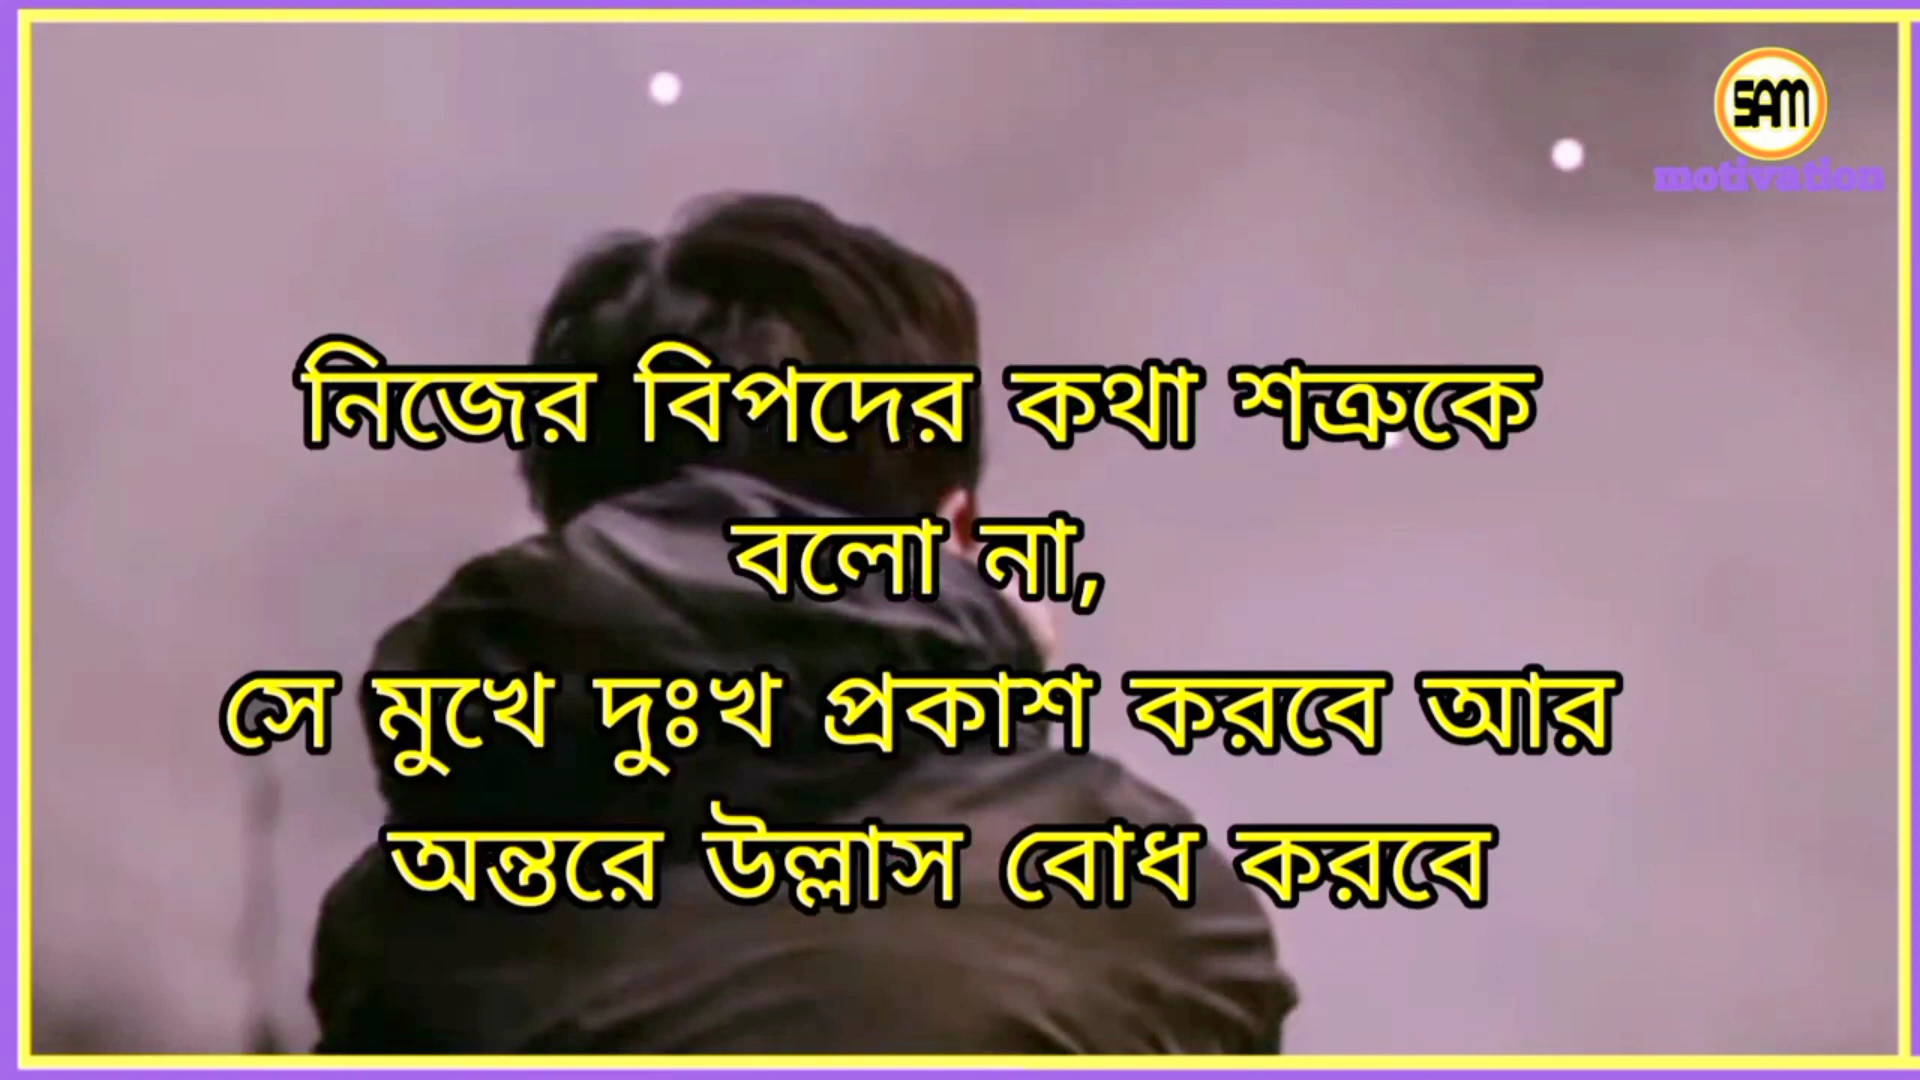 SAM
motivation
নিজের বিপদের কথা শত্রুকে
বলো না,
সে মুখে দুঃখ প্রকাশ করবে আর
অন্তরে উল্লাস বোধ করবে